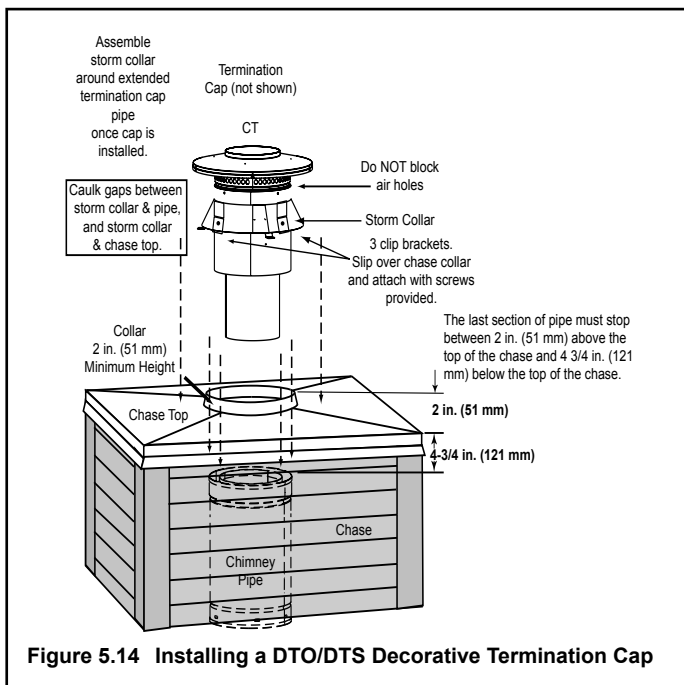 Assemble
storm collar
around extended
termination cap
pipe
once cap is
installed.
Termination
Cap (not shown)
CT
Do NOT block
air holes
Caulk gaps between
storm collar & pipe,
and storm collar
& chase top.
Storm Collar
3 clip brackets.
Slip over chase collar
and attach with screws
provided.
Collar
2 in. (51 mm)
Minimum Height
The last section of pipe must stop
between 2 in. (51 mm) above the
top of the chase and 4 3/4 in. (121
mm) below the top of the chase.
Chase Top
2 in. (51 mm)
4-3/4 in. (121 mm)
Chase
Chimney
Pipe
Figure 5.14 Installing a DTO/DTS Decorative Termination Cap